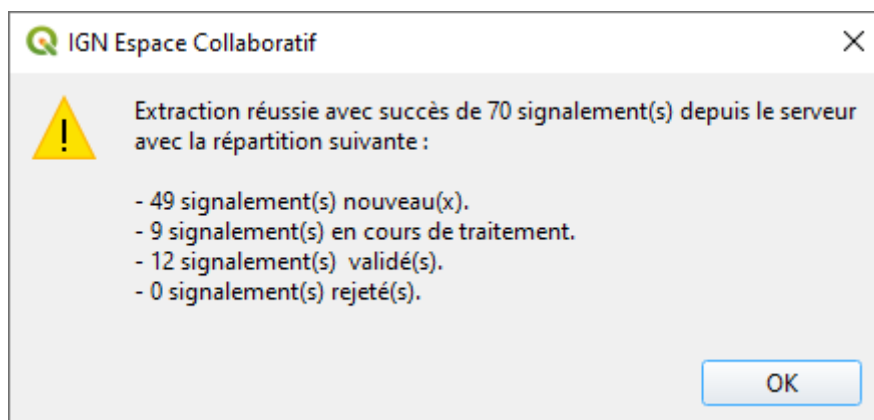 IGN Espace Collaboratif
Extraction réussie avec succès de 70 signalement(s) depuis le serveur
avec la répartition suivante :
- 49 signalement(s) nouveau(x).
- 9 signalement(s) en cours de traitement.
- 12 signalement(s)  validé(s).
- 0 signalement(s) rejeté(s).
OK